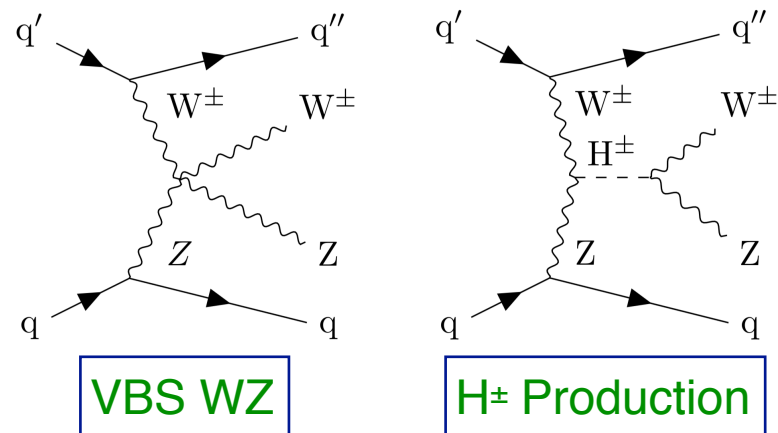 q′ q″ W± W± Z Z q q
VBS WZ
q′ q″ W± W± H± Z Z q q
H± Production